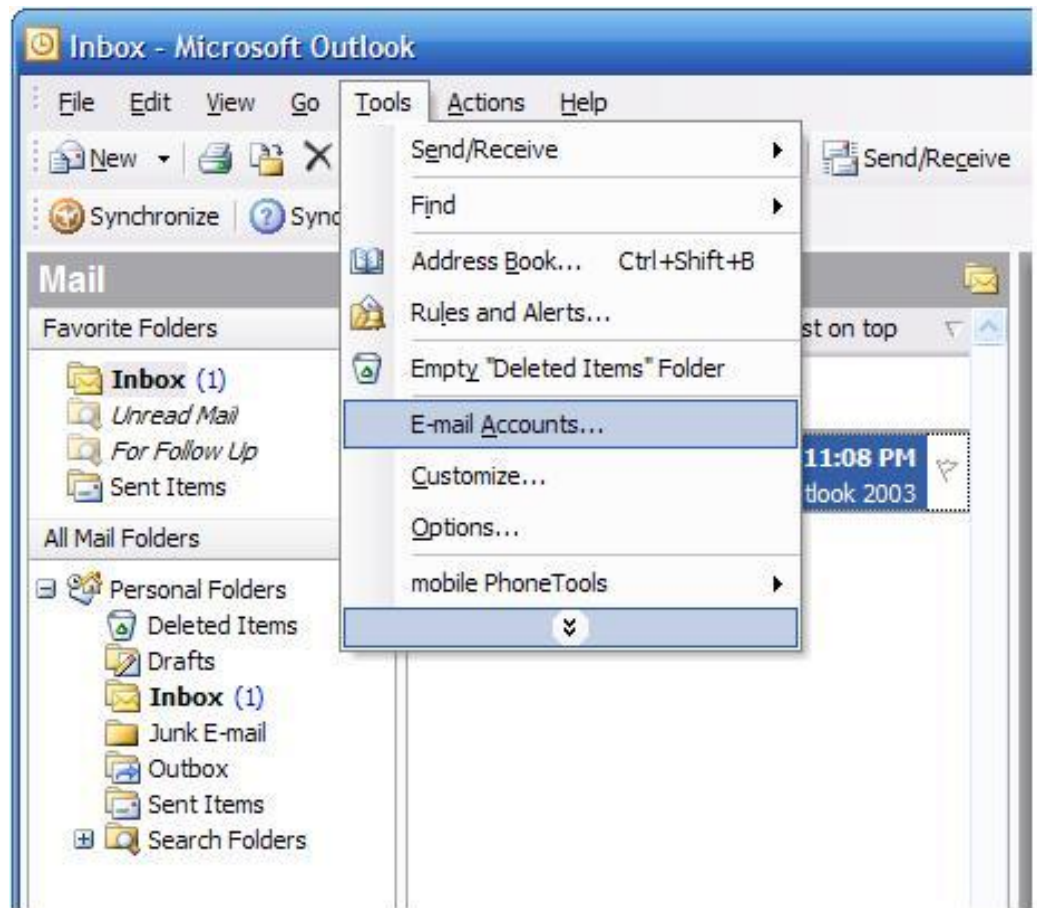 Inbox - Microsoft Outlook
File Edit View Go Tools Actions Help
New Send/Receive
Synchronize Sync
Send/Receive
Find
Address Book... Ctrl+Shift+B
Rules and Alerts...
Empty "Deleted Items" Folder
E-mail Accounts...
Customize...
Options...
mobile PhoneTools
Mail
Favorite Folders
Inbox (1)
Unread Mail
For Follow Up
Sent Items
All Mail Folders
Personal Folders
Deleted Items
Drafts
Inbox (1)
Junk E-mail
Outbox
Sent Items
Search Folders
st on top
11:08 PM
tlook 2003